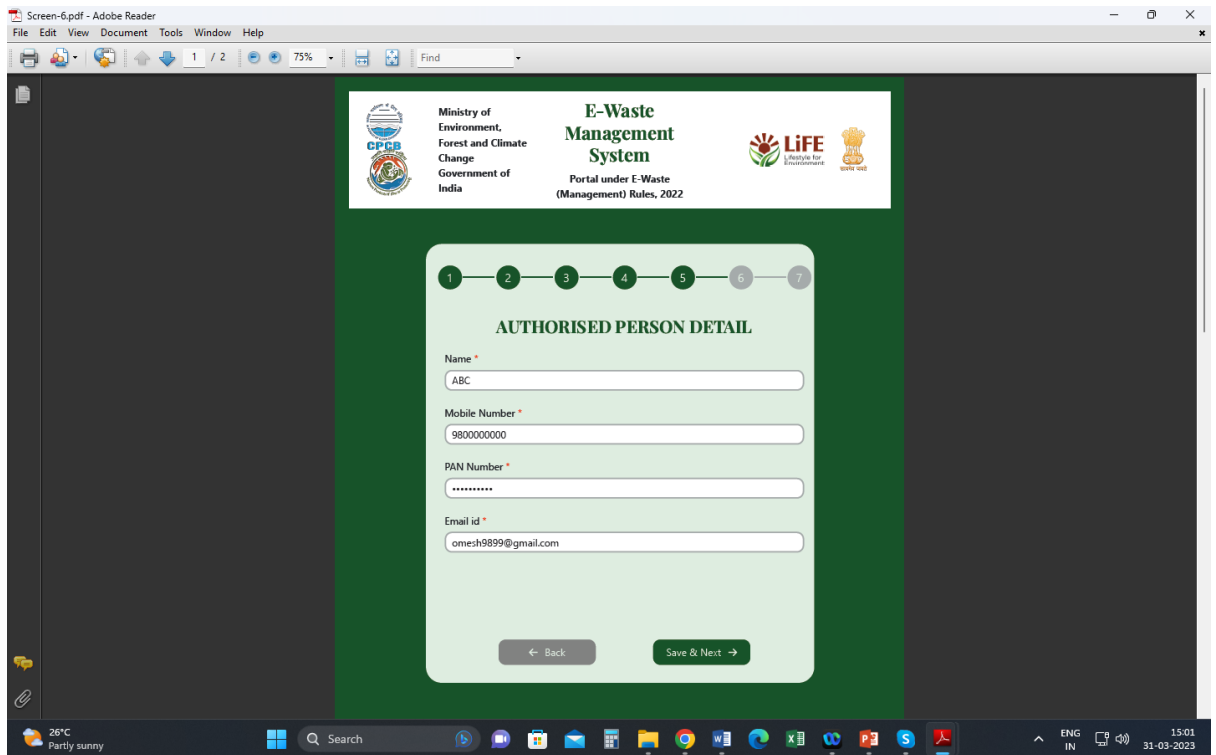 Screen-6.pdf - Adobe Reader
File Edit View Document Tools Window Help
1 / 2 75% Find
Ministry of
Environment,
Forest and Climate
Change
Government of
India
E-Waste
Management
System
Portal under E-Waste
(Management) Rules, 2022
CPCB
LiFE
Lifestyle for
Environment
सत्यमेव जयते
1 2 3 4 5 6 7
AUTHORISED PERSON DETAIL
Name *
ABC
Mobile Number *
9800000000
PAN Number *
••••••••••
Email id *
omesh9899@gmail.com
← Back
Save & Next →
26°C
Partly sunny
Search
ENG
IN
15:01
31-03-2023